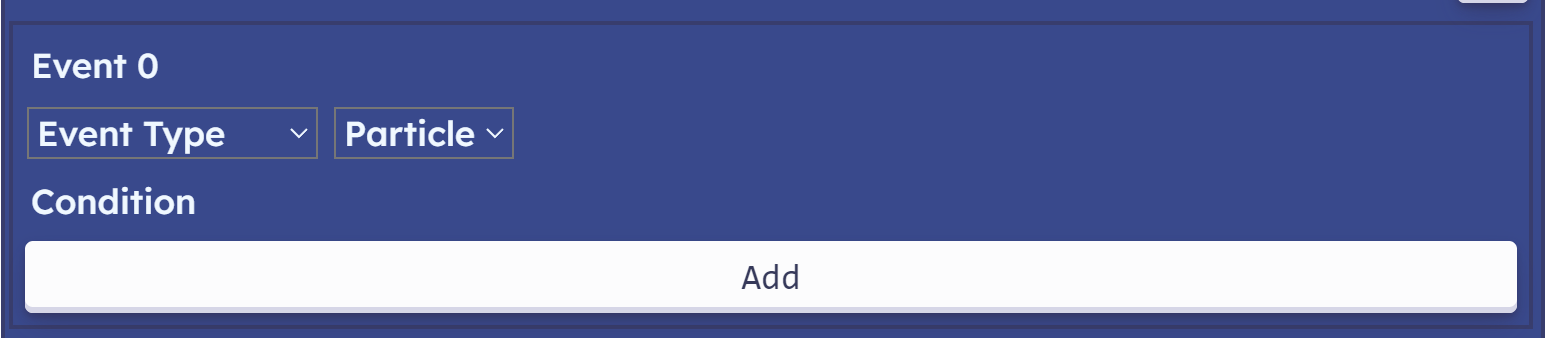 Event 0
Event Type Particle
Condition
Add